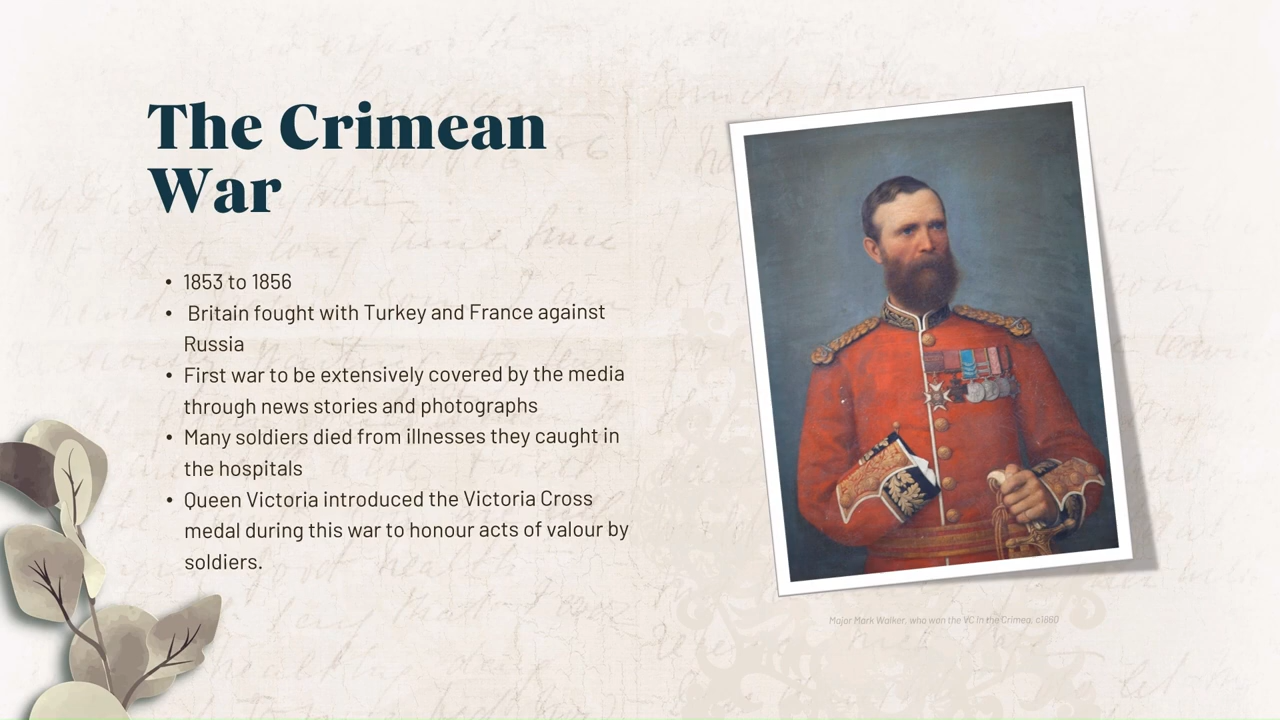 The Crimean
War
• 1853 to 1856
• Britain fought with Turkey and France against
Russia
• First war to be extensively covered by the media
through news stories and photographs
• Many soldiers died from illnesses they caught in
the hospitals
• Queen Victoria introduced the Victoria Cross
medal during this war to honour acts of valour by
soldiers.
Major Mark Walker, who won the VC in the Crimea, c1860